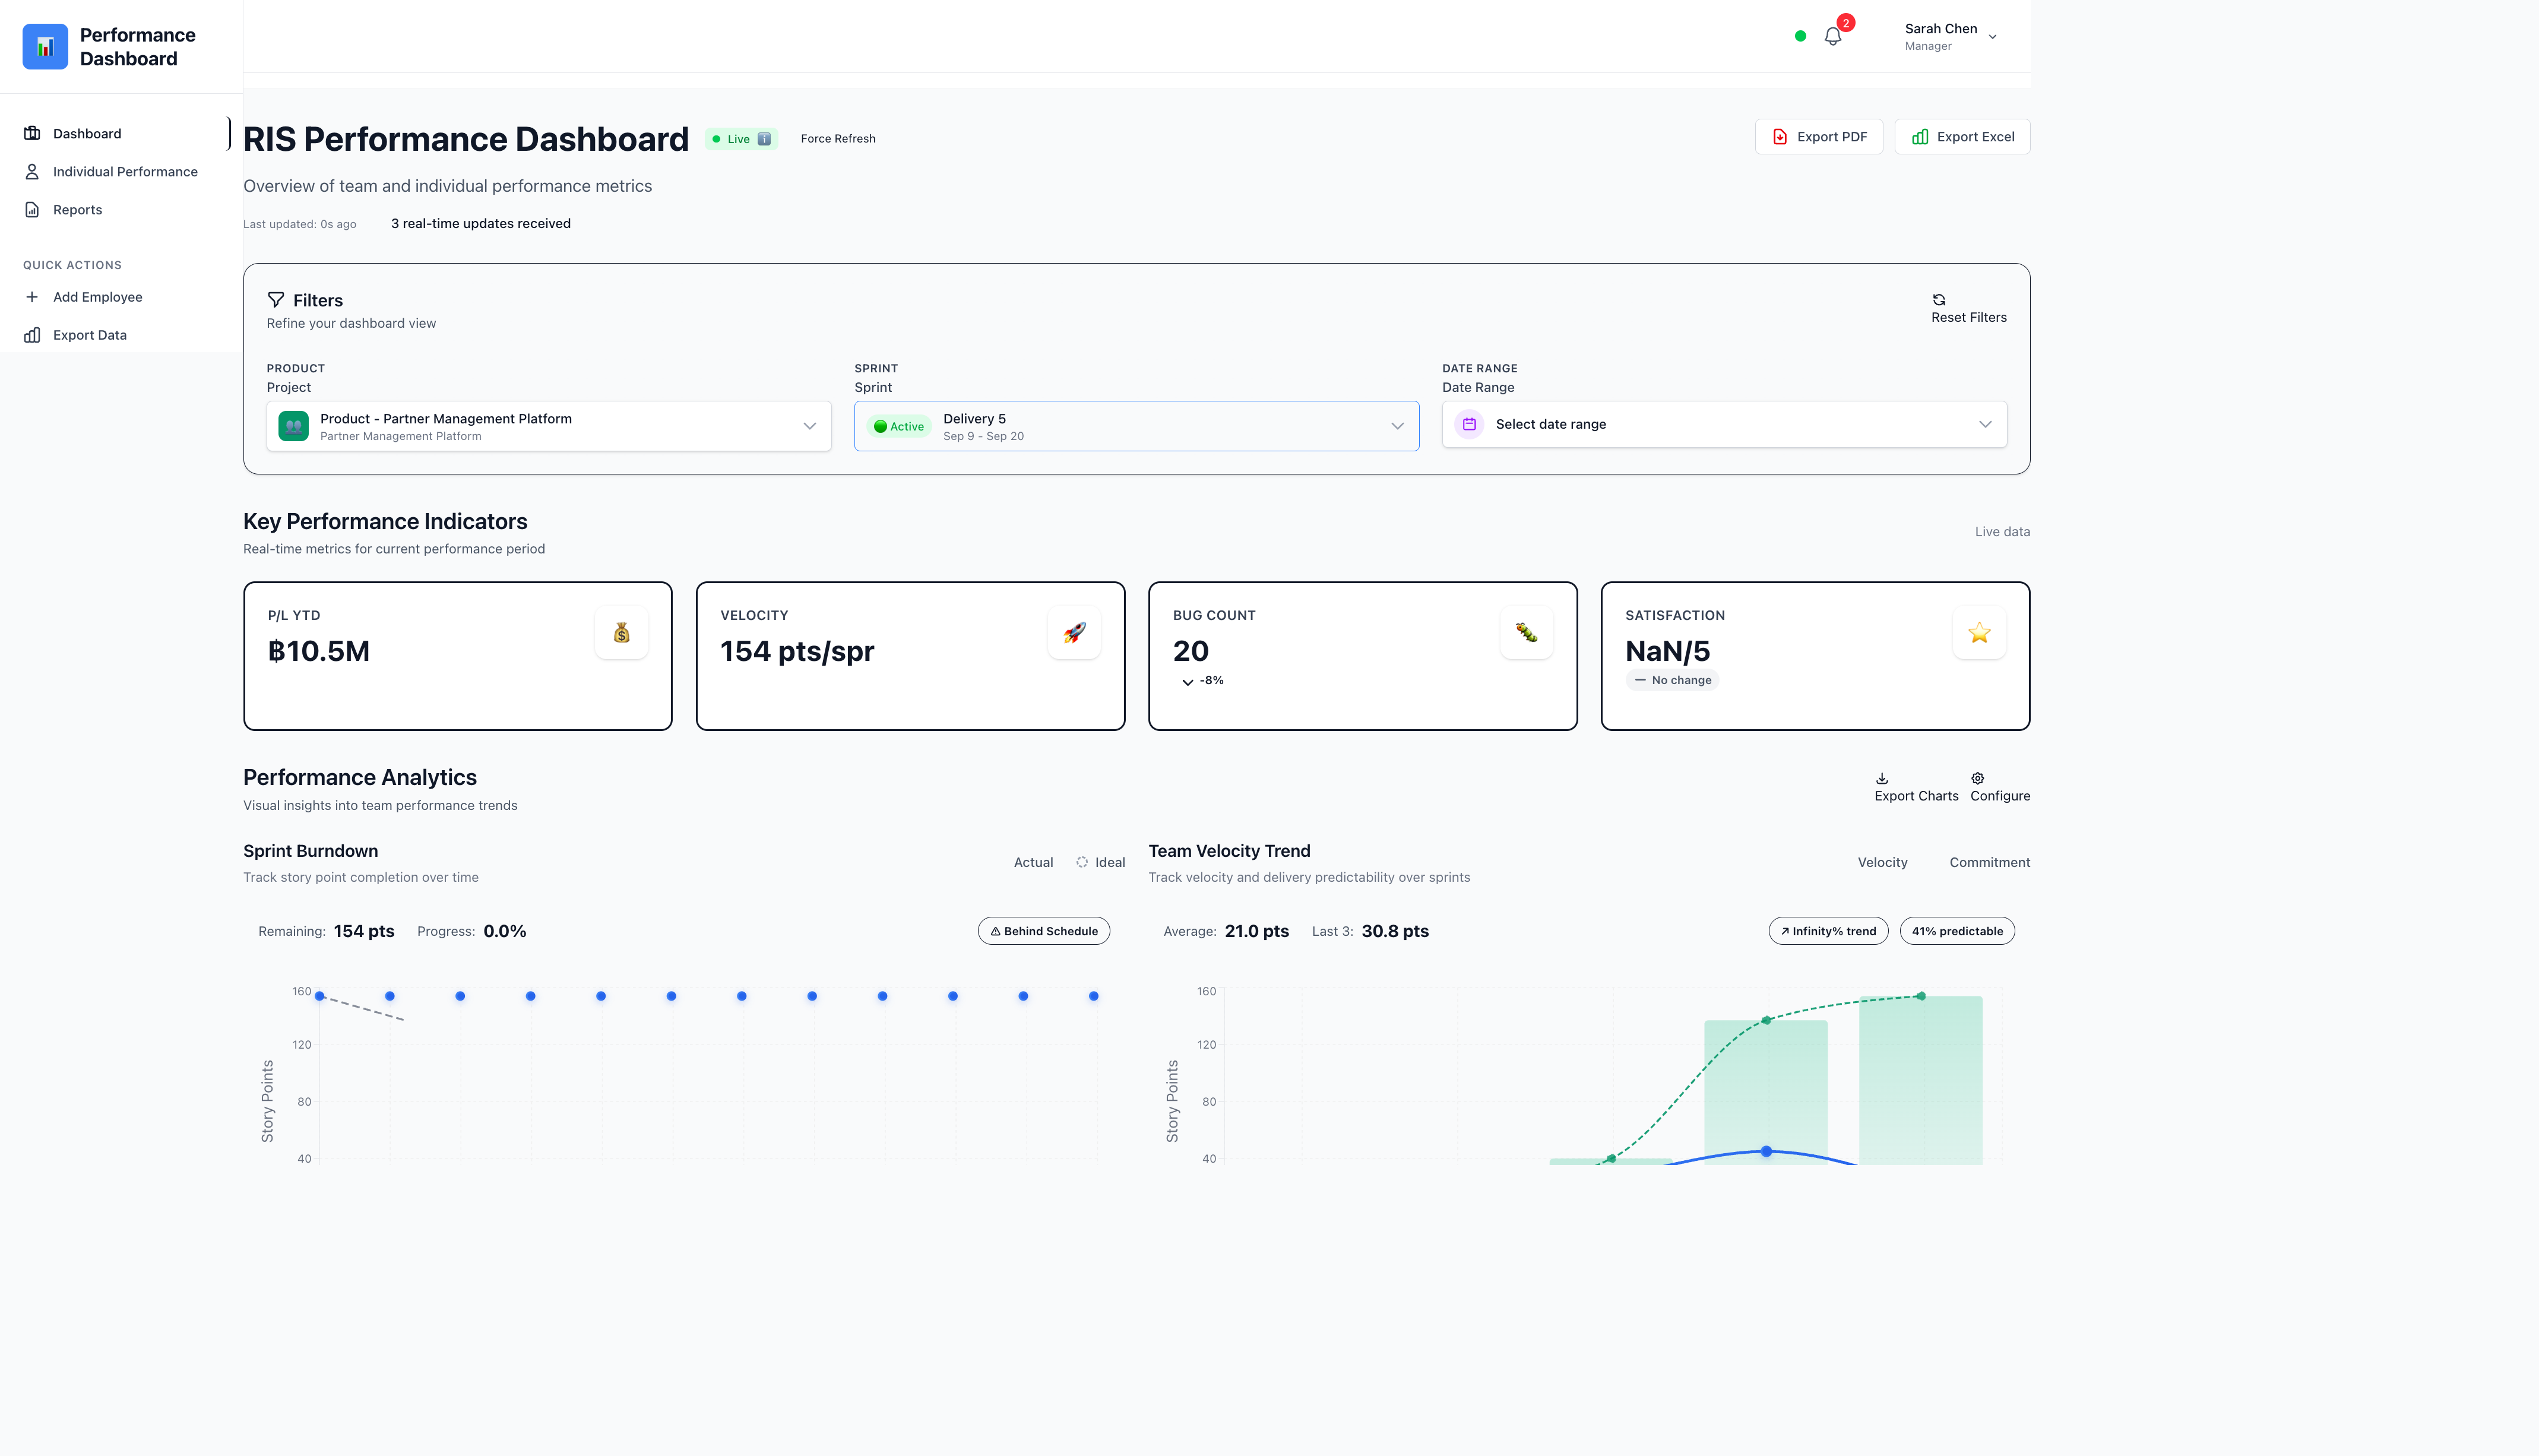 Performance
Dashboard
2
Sarah Chen
Manager
Dashboard
Individual Performance
Reports
QUICK ACTIONS
Add Employee
Export Data
RIS Performance Dashboard
Live
Force Refresh
Export PDF
Export Excel
Overview of team and individual performance metrics
Last updated: 0s ago
3 real-time updates received
Filters
Refine your dashboard view
Reset Filters
PRODUCT
Project
Product - Partner Management Platform
Partner Management Platform
SPRINT
Sprint
Active
Delivery 5
Sep 9 - Sep 20
DATE RANGE
Date Range
Select date range
Key Performance Indicators
Real-time metrics for current performance period
Live data
P/L YTD
฿10.5M
VELOCITY
154 pts/spr
BUG COUNT
20
-8%
SATISFACTION
NaN/5
No change
Performance Analytics
Visual insights into team performance trends
Export Charts
Configure
Sprint Burndown
Track story point completion over time
Actual
Ideal
Remaining: 154 pts
Progress: 0.0%
Behind Schedule
160
120
80
40
Story Points
Team Velocity Trend
Track velocity and delivery predictability over sprints
Velocity
Commitment
Average: 21.0 pts
Last 3: 30.8 pts
Infinity% trend
41% predictable
160
120
80
40
Story Points